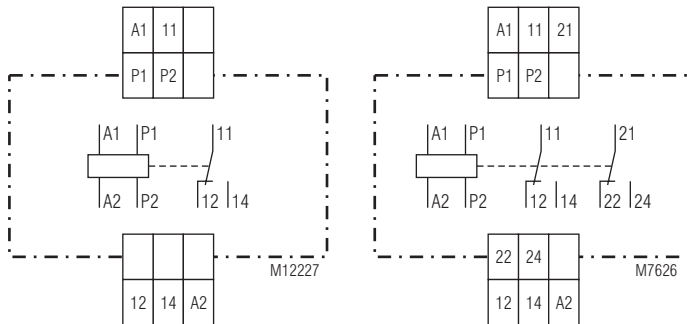 A1 11
P1 P2
A1 P1 11
A2 P2 12 14
M12227
12 14 A2
A1 11 21
P1 P2
A1 P1 11 21
A2 P2 12 14 22 24
22 24
M7626
12 14 A2